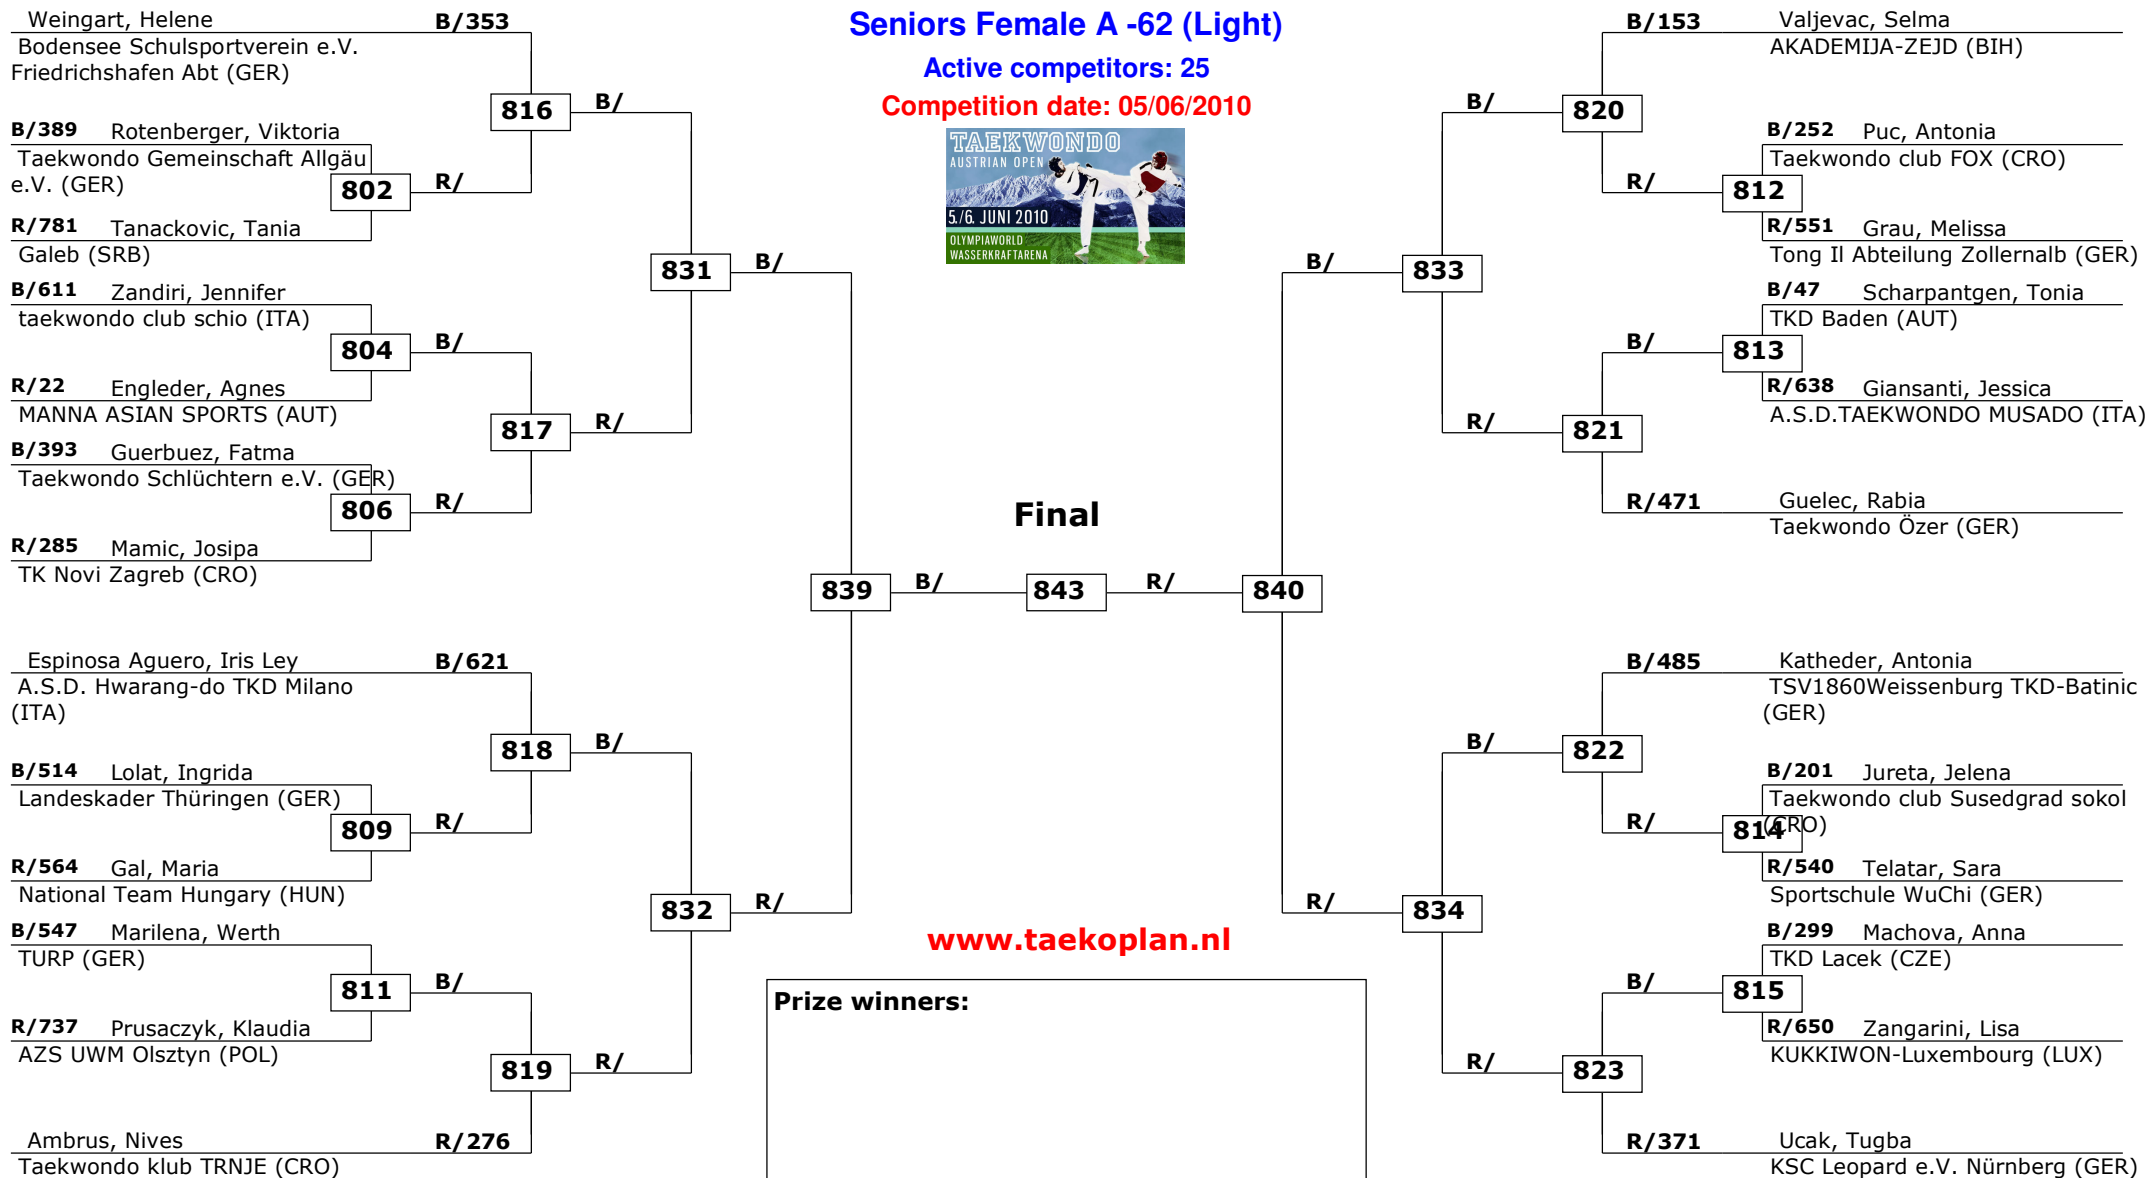 Seniors Female A -62 (Light)
Active competitors: 25
Competition date: 05/06/2010
TAEKWONDO
AUSTRIAN OPEN
5./6. JUNI 2010
OLYMPIAWORLD
WASSERKRAFTARENA
Weingart, Helene B/353
Bodensee Schulsportverein e.V.
Friedrichshafen Abt (GER)
816 B/
B/389 Rotenberger, Viktoria
Taekwondo Gemeinschaft Allgäu
e.V. (GER)
802 R/
R/781 Tanackovic, Tania
Galeb (SRB)
831 B/
B/611 Zandiri, Jennifer
taekwondo club schio (ITA)
804 B/
R/22 Engleder, Agnes
MANNA ASIAN SPORTS (AUT)
817 R/
B/393 Guerbuez, Fatma
Taekwondo Schlüchtern e.V. (GER)
806 R/
R/285 Mamic, Josipa
TK Novi Zagreb (CRO)
Final
839 B/ 843 R/ 840
Espinosa Aguero, Iris Ley B/621
A.S.D. Hwarang-do TKD Milano
(ITA)
818 B/
B/514 Lolat, Ingrida
Landeskader Thüringen (GER)
809 R/
R/564 Gal, Maria
National Team Hungary (HUN)
832 R/
B/547 Marilena, Werth
TURP (GER)
811 B/
R/737 Prusaczyk, Klaudia
AZS UWM Olsztyn (POL)
819 R/
Ambrus, Nives R/276
Taekwondo klub TRNJE (CRO)
B/153 Valjevac, Selma
AKADEMIJA-ZEJD (BIH)
B/ 820
B/252 Puc, Antonia
Taekwondo club FOX (CRO)
R/ 812
R/551 Grau, Melissa
Tong Il Abteilung Zollernalb (GER)
B/ 833
B/47 Scharpantgen, Tonia
TKD Baden (AUT)
B/ 813
R/638 Giansanti, Jessica
A.S.D.TAEKWONDO MUSADO (ITA)
R/ 821
R/471 Guelec, Rabia
Taekwondo Özer (GER)
B/485 Katheder, Antonia
TSV1860Weissenburg TKD-Batinic
(GER)
B/ 822
B/201 Jureta, Jelena
Taekwondo club Susedgrad sokol
(CRO)
R/ 814
R/540 Telatar, Sara
Sportschule WuChi (GER)
R/ 834
B/299 Machova, Anna
TKD Lacek (CZE)
B/ 815
R/650 Zangarini, Lisa
KUKKIWON-Luxembourg (LUX)
R/ 823
R/371 Ucak, Tugba
KSC Leopard e.V. Nürnberg (GER)
www.taekoplan.nl
Prize winners: